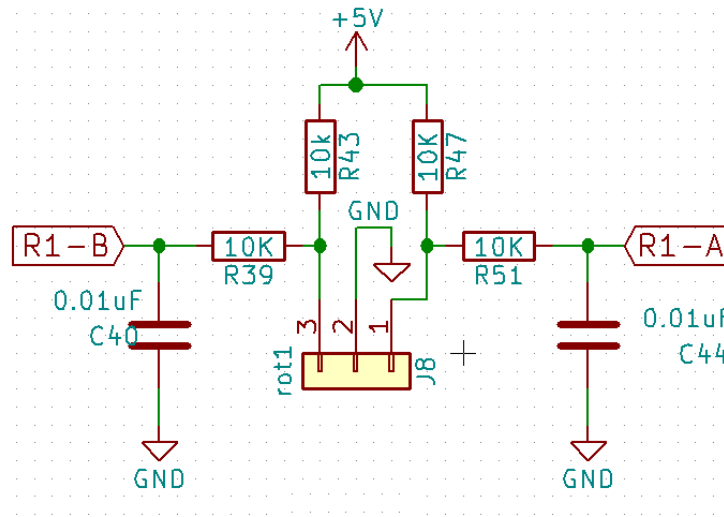 +5V
10k
R43
10K
R47
GND
R1-B
10K
R39
10K
R51
R1-A
0.01uF
C40
3
2
1
0.01uF
C44
rot1
J8
GND
GND